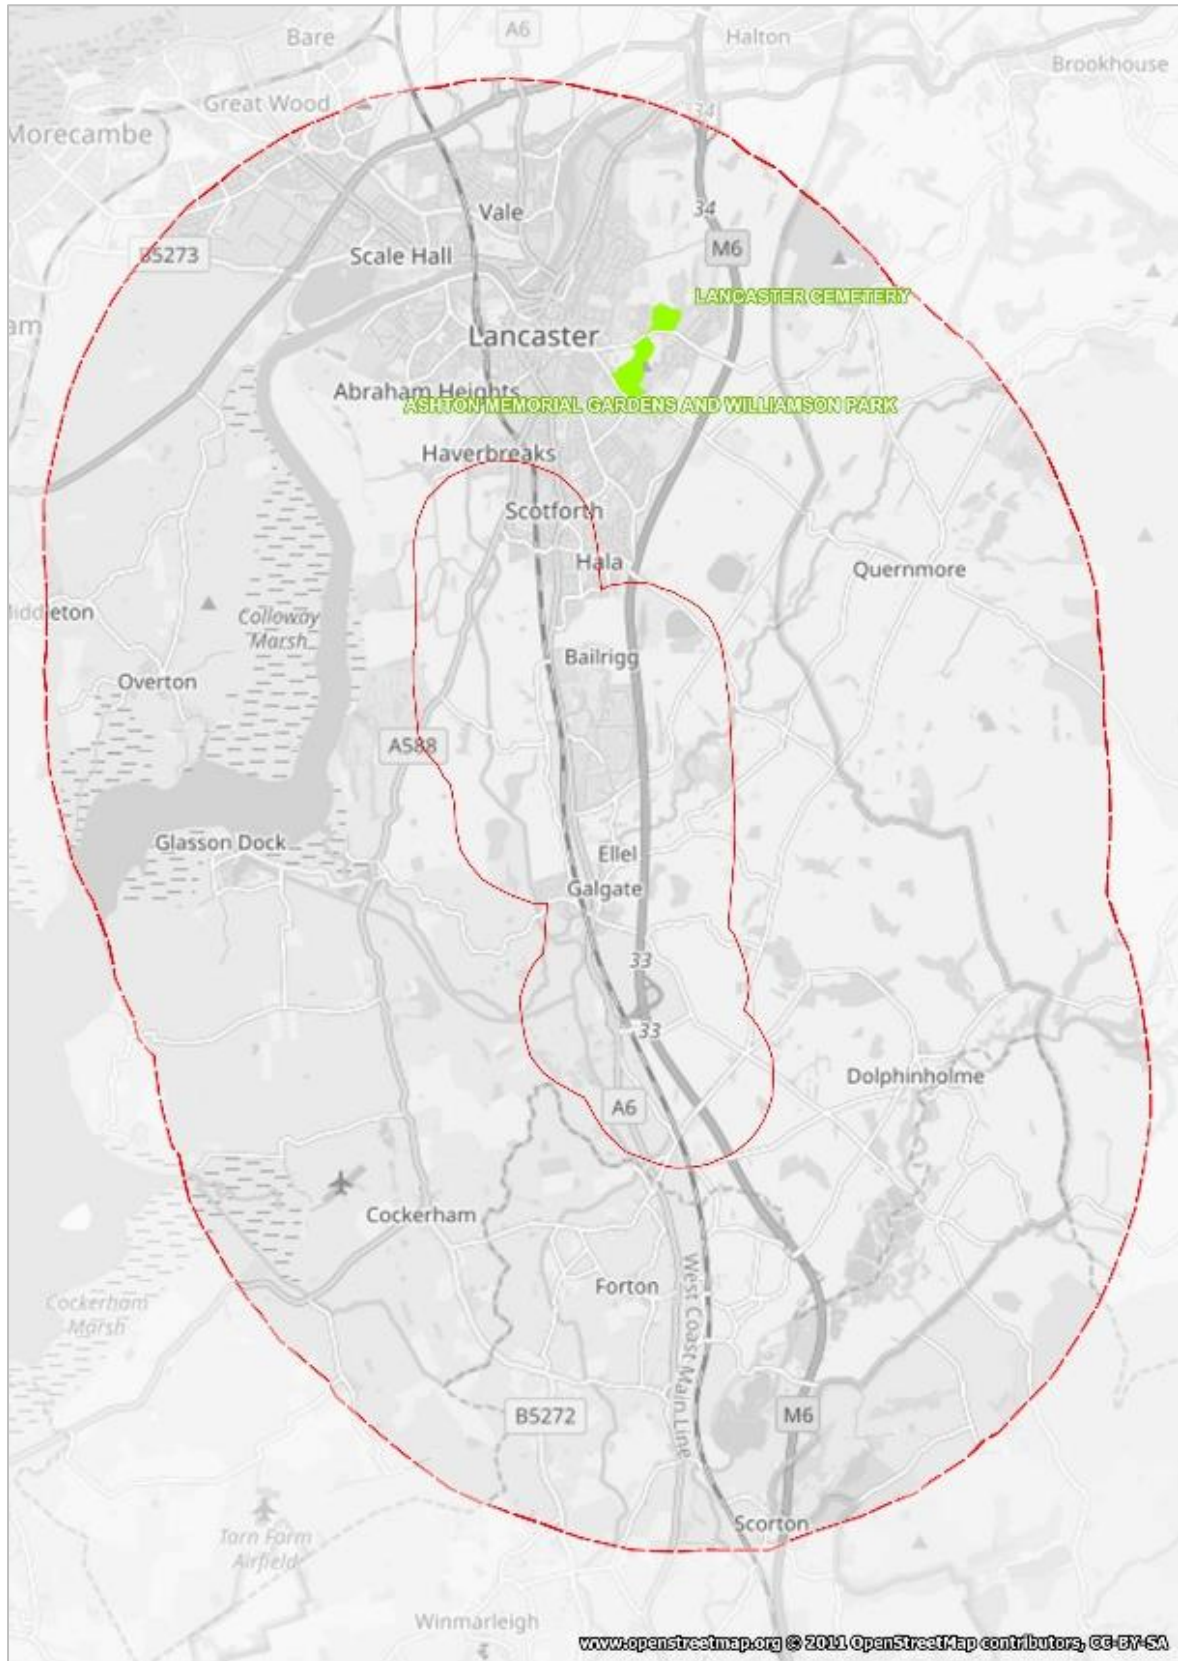 Bare
A6
Halton
Brookhouse
Great Wood
34
Morecambe
Vale
34
B5273
Scale Hall
M6
LANCASTER CEMETERY
am
Lancaster
Abraham Heights
ASHTON MEMORIAL GARDENS AND WILLIAMSON PARK
Haverbreaks
Scotforth
Hala
Quernmore
Middleton
Colloway
Marsh
Bailrigg
Overton
A588
Glasson Dock
Ellel
Galgate
33
33
Dolphinholme
A6
Cockerham
Forton
West Coast Main Line
Cockerham
Marsh
B5272
M6
Scorton
Tarn Farm
Airfield
Winmarleigh
www.openstreetmap.org © 2011 OpenStreetMap contributors, CC-BY-SA